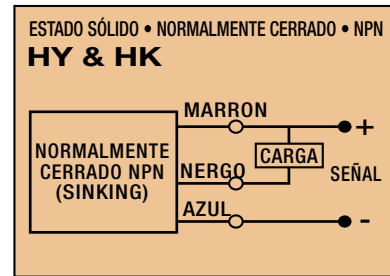 ESTADO SÓLIDO • NORMALMENTE CERRADO • NPN
HY & HK
MARRON
+
NORMALMENTE
CERRADO NPN
(SINKING)
NERGO
CARGA
SEÑAL
AZUL
-